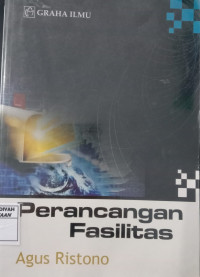 GRAHA ILMU
Perancangan
Fasilitas
Agus Ristono